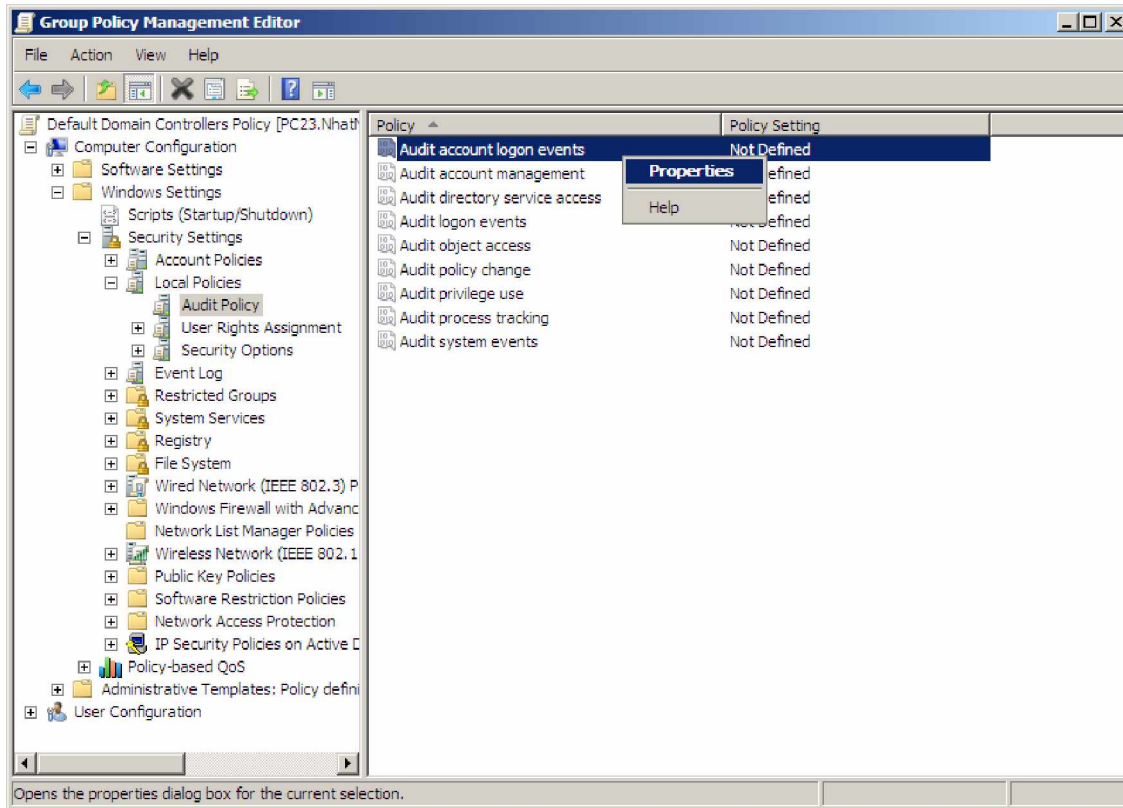 Group Policy Management Editor
File Action View Help
Default Domain Controllers Policy [PC23.Nhat
Computer Configuration
Software Settings
Windows Settings
Scripts (Startup/Shutdown)
Security Settings
Account Policies
Local Policies
Audit Policy
User Rights Assignment
Security Options
Event Log
Restricted Groups
System Services
Registry
File System
Wired Network (IEEE 802.3) P
Windows Firewall with Advanc
Network List Manager Policies
Wireless Network (IEEE 802.1
Public Key Policies
Software Restriction Policies
Network Access Protection
IP Security Policies on Active D
Policy-based QoS
Administrative Templates: Policy defini
User Configuration
Policy Policy Setting
Audit account logon events Not Defined
Audit account management efined
Audit directory service access efined
Audit logon events Not Defined
Audit object access Not Defined
Audit policy change Not Defined
Audit privilege use Not Defined
Audit process tracking Not Defined
Audit system events Not Defined
Properties
Help
Opens the properties dialog box for the current selection.